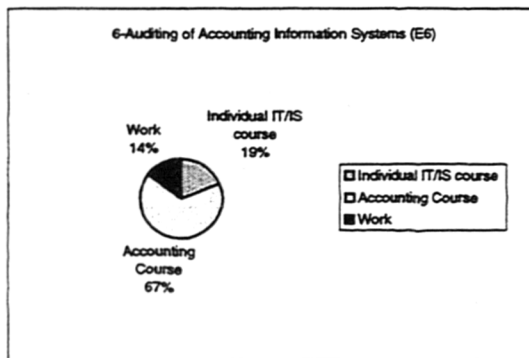 6-Auditing of Accounting Information Systems (E6)
Individual IT/IS
course
19%
Work
14%
Accounting
Course
67%
Individual IT/IS course
Accounting Course
Work